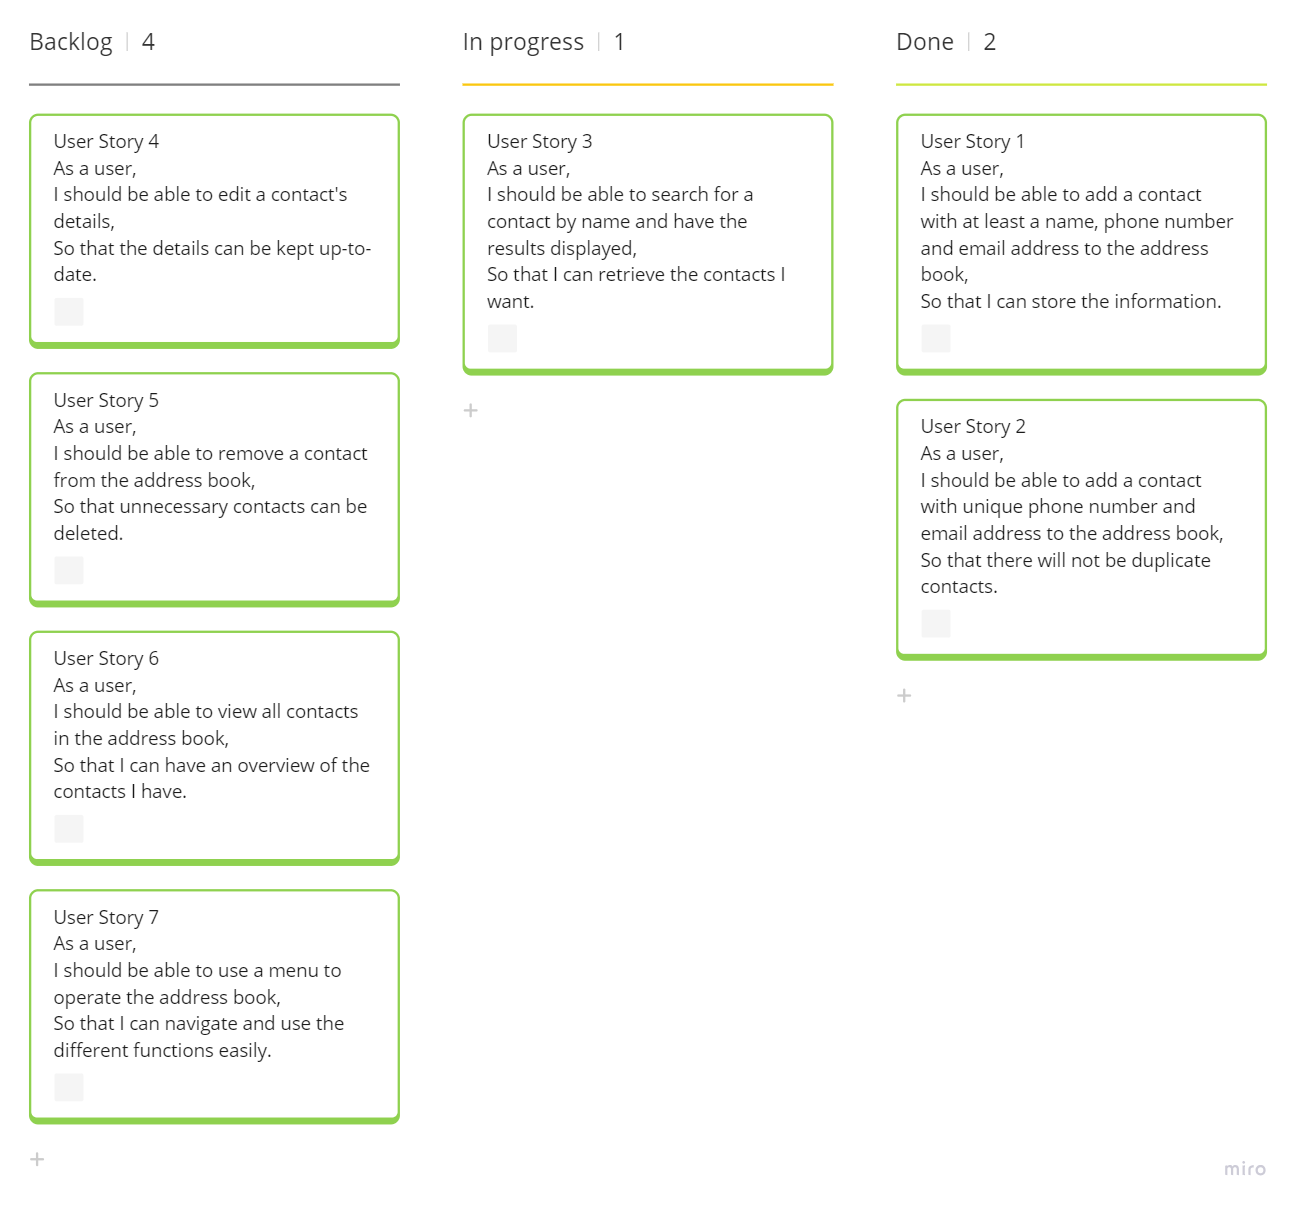 Backlog | 4
User Story 4
As a user,
I should be able to edit a contact's
details,
So that the details can be kept up-to-
date.
User Story 5
As a user,
I should be able to remove a contact
from the address book,
So that unnecessary contacts can be
deleted.
User Story 6
As a user,
I should be able to view all contacts
in the address book,
So that I can have an overview of the
contacts I have.
User Story 7
As a user,
I should be able to use a menu to
operate the address book,
So that I can navigate and use the
different functions easily.
+
In progress | 1
User Story 3
As a user,
I should be able to search for a
contact by name and have the
results displayed,
So that I can retrieve the contacts I
want.
+
Done | 2
User Story 1
As a user,
I should be able to add a contact
with at least a name, phone number
and email address to the address
book,
So that I can store the information.
User Story 2
As a user,
I should be able to add a contact
with unique phone number and
email address to the address book,
So that there will not be duplicate
contacts.
+
miro